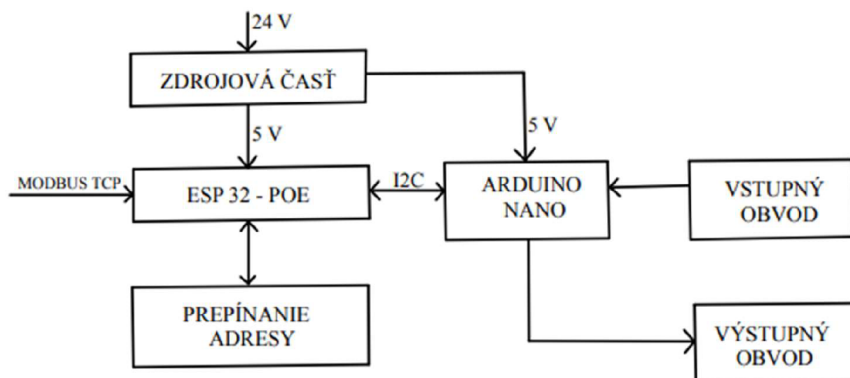 24 V
ZDROJOVÁ ČASŤ
5 V
5 V
MODBUS TCP
ESP 32 - POE
I2C
ARDUINO
NANO
VSTUPNÝ
OBVOD
PREPÍNANIE
ADRESY
VÝSTUPNÝ
OBVOD